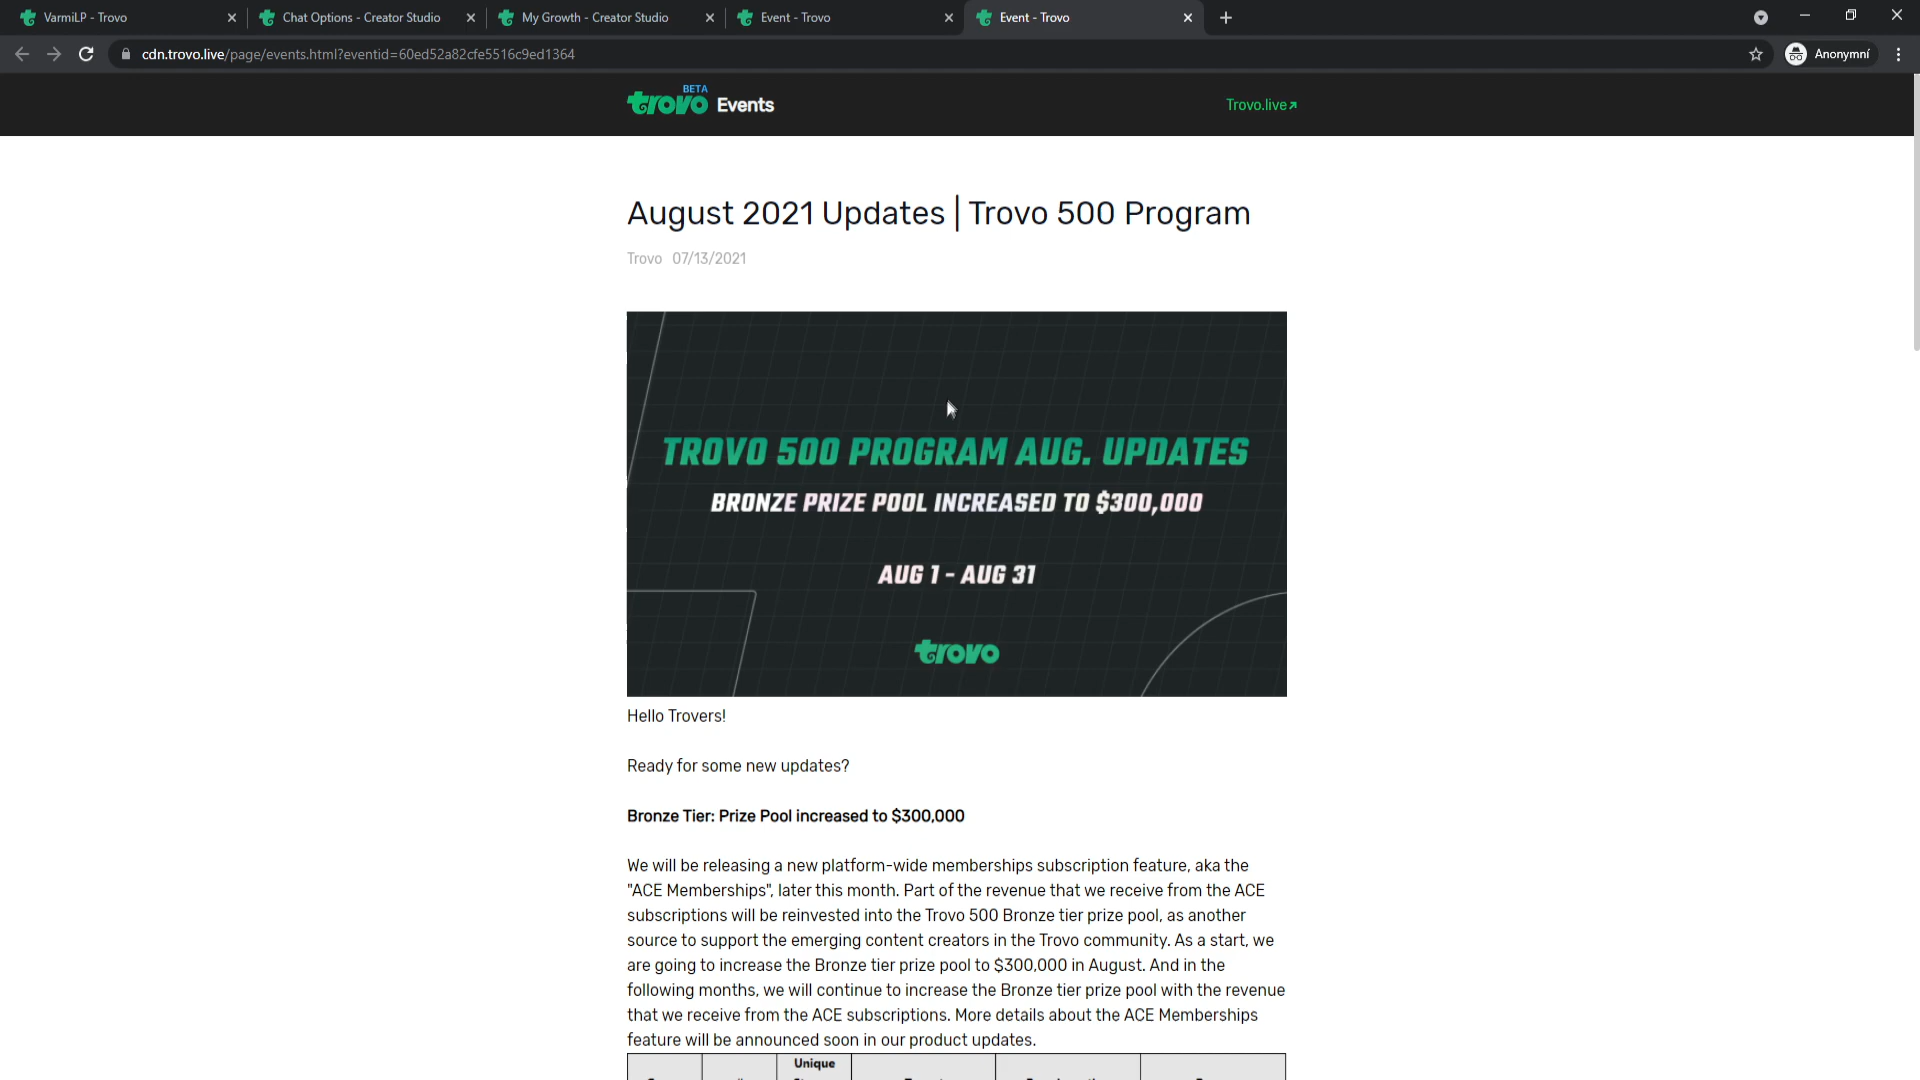 VarmiLP - Trovo
Chat Options - Creator Studio
My Growth - Creator Studio
Event - Trovo
Event - Trovo
cdn.trovo.live/page/events.html?eventid=60ed52a82cfe5516c9ed1364
Anonymní
BETA
trovo Events
Trovo.live
August 2021 Updates | Trovo 500 Program
Trovo 07/13/2021
TROVO 500 PROGRAM AUG. UPDATES
BRONZE PRIZE POOL INCREASED TO $300,000
AUG 1 - AUG 31
trovo
Hello Trovers!
Ready for some new updates?
Bronze Tier: Prize Pool increased to $300,000
We will be releasing a new platform-wide memberships subscription feature, aka the
"ACE Memberships", later this month. Part of the revenue that we receive from the ACE
subscriptions will be reinvested into the Trovo 500 Bronze tier prize pool, as another
source to support the emerging content creators in the Trovo community. As a start, we
are going to increase the Bronze tier prize pool to $300,000 in August. And in the
following months, we will continue to increase the Bronze tier prize pool with the revenue
that we receive from the ACE subscriptions. More details about the ACE Memberships
feature will be announced soon in our product updates.
Unique